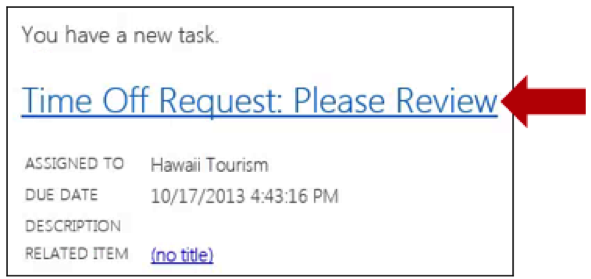 You have a new task.
Time Off Request: Please Review
ASSIGNED TO Hawaii Tourism
DUE DATE 10/17/2013 4:43:16 PM
DESCRIPTION
RELATED ITEM (no title)